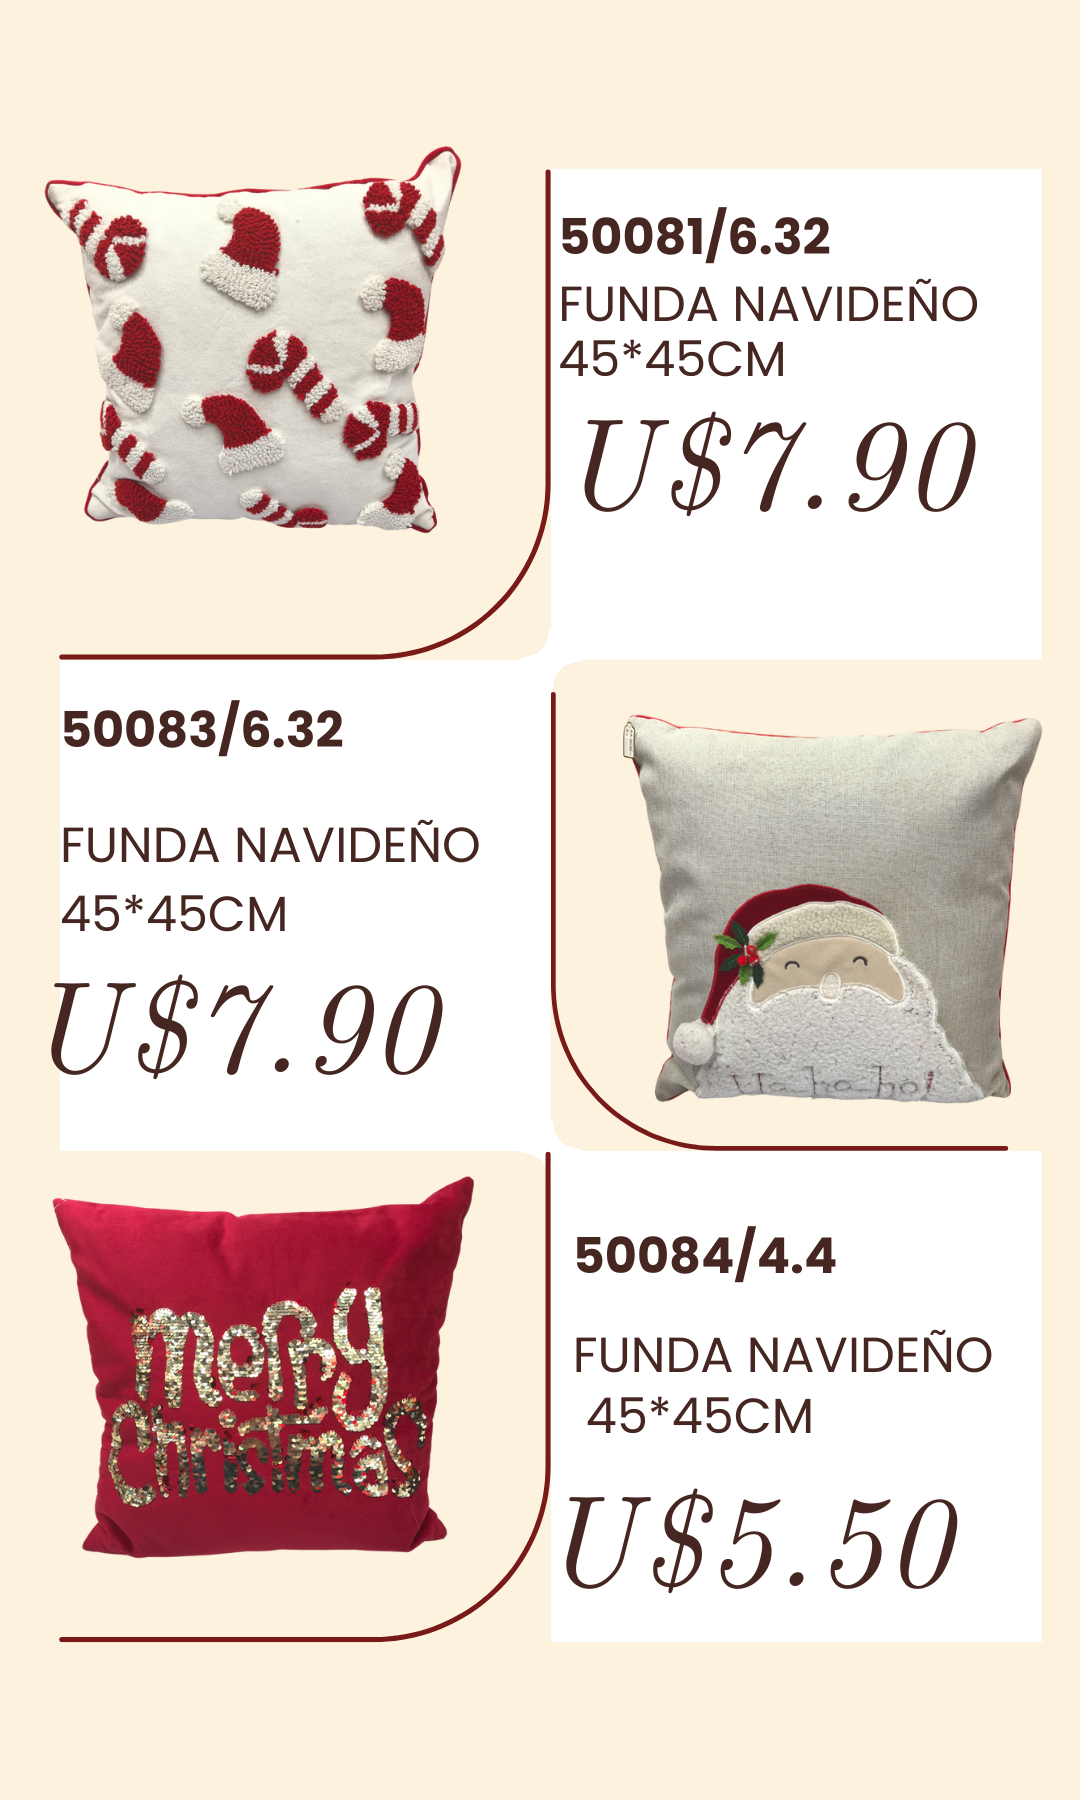 50081/6.32
FUNDA NAVIDEÑO
45*45CM
U$7.90
50083/6.32
FUNDA NAVIDEÑO
45*45CM
U$7.90
Ho ho ho!
merry
Christmas
50084/4.4
FUNDA NAVIDEÑO
45*45CM
U$5.50